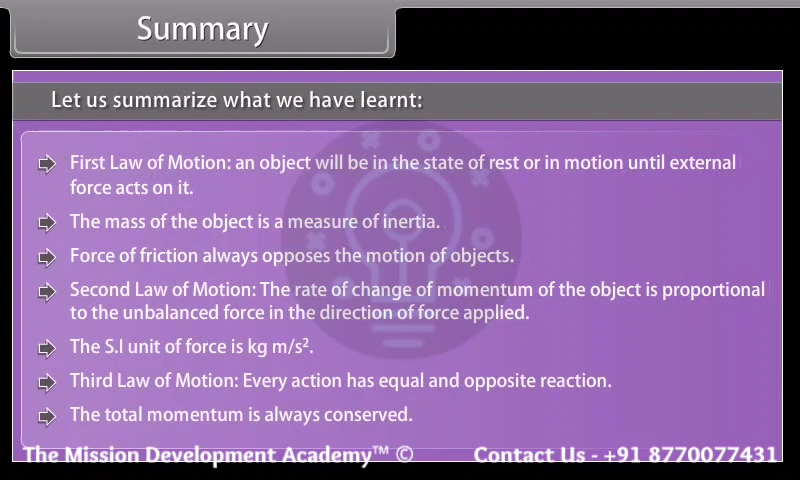 Summary
Let us summarize what we have learnt:
First Law of Motion: an object will be in the state of rest or in motion until external
force acts on it.
The mass of the object is a measure of inertia.
Force of friction always opposes the motion of objects.
Second Law of Motion: The rate of change of momentum of the object is proportional
to the unbalanced force in the direction of force applied.
The S.I unit of force is kg m/s².
Third Law of Motion: Every action has equal and opposite reaction.
The total momentum is always conserved.
The Mission Development Academy™ © Contact Us - +91 8770077431